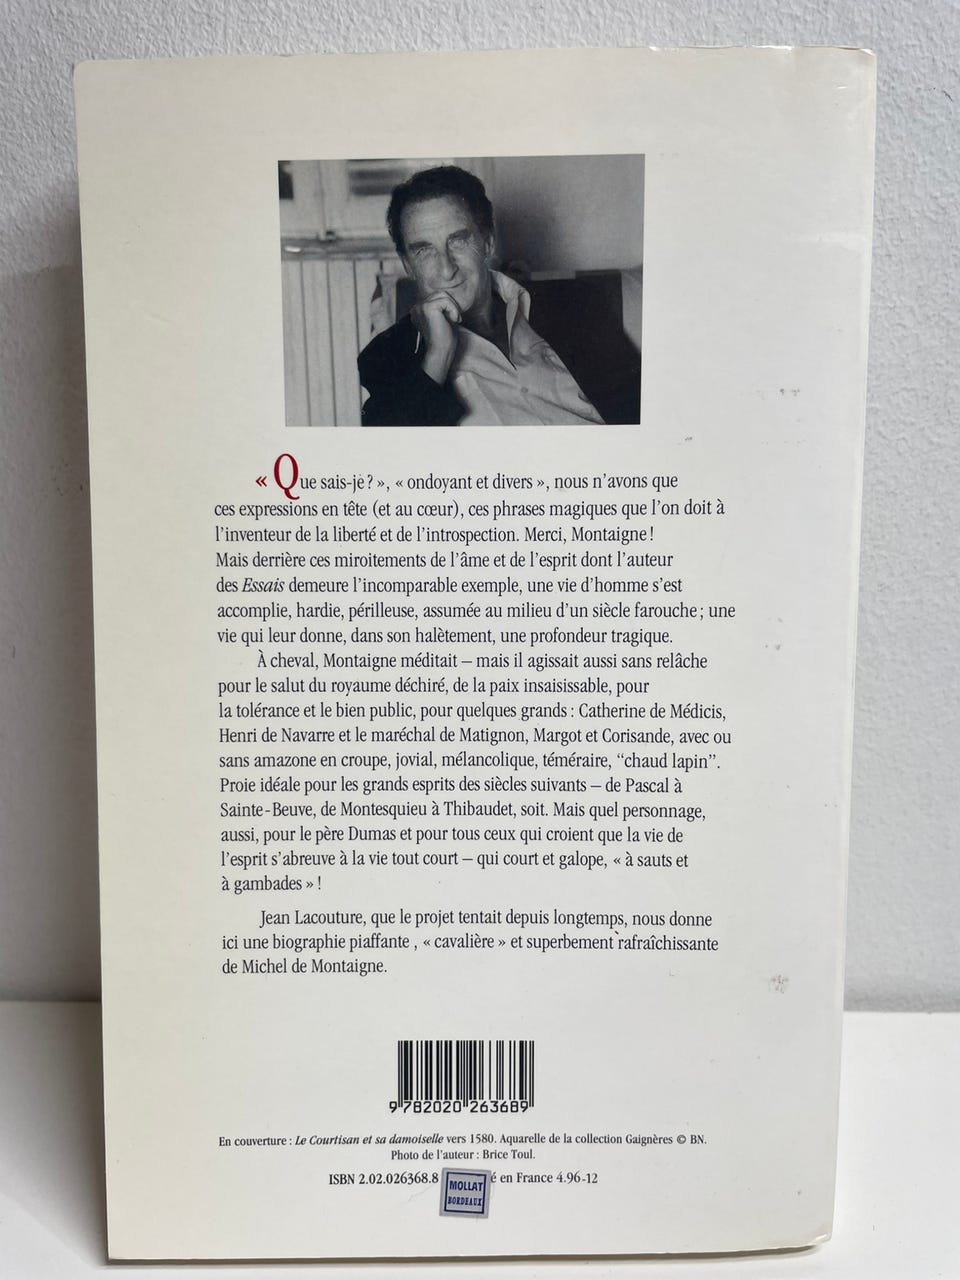 « Que sais-je ? », « ondoyant et divers », nous n’avons que
ces expressions en tête (et au cœur), ces phrases magiques que l’on doit à
l’inventeur de la liberté et de l’introspection. Merci, Montaigne !
Mais derrière ces miroitements de l’âme et de l’esprit dont l’auteur
des Essais demeure l’incomparable exemple, une vie d’homme s’est
accomplie, hardie, périlleuse, assumée au milieu d’un siècle farouche ; une
vie qui leur donne, dans son halètement, une profondeur tragique.
À cheval, Montaigne méditait – mais il agissait aussi sans relâche
pour le salut du royaume déchiré, de la paix insaisissable, pour
la tolérance et le bien public, pour quelques grands : Catherine de Médicis,
Henri de Navarre et le maréchal de Matignon, Margot et Corisande, avec ou
sans amazone en croupe, jovial, mélancolique, téméraire, “chaud lapin”.
Proie idéale pour les grands esprits des siècles suivants – de Pascal à
Sainte-Beuve, de Montesquieu à Thibaudet, soit. Mais quel personnage,
aussi, pour le père Dumas et pour tous ceux qui croient que la vie de
l’esprit s’abreuve à la vie tout court – qui court et galope, « à sauts et
à gambades » !
Jean Lacouture, que le projet tentait depuis longtemps, nous donne
ici une biographie piaffante , « cavalière » et superbement rafraîchissante
de Michel de Montaigne.
9 782020 263689
En couverture : Le Courtisan et sa damoiselle vers 1580. Aquarelle de la collection Gaignères © BN.
Photo de l’auteur : Brice Toul.
ISBN 2.02.026368.8 é en France 4.96-12
MOLLAT
BORDEAUX